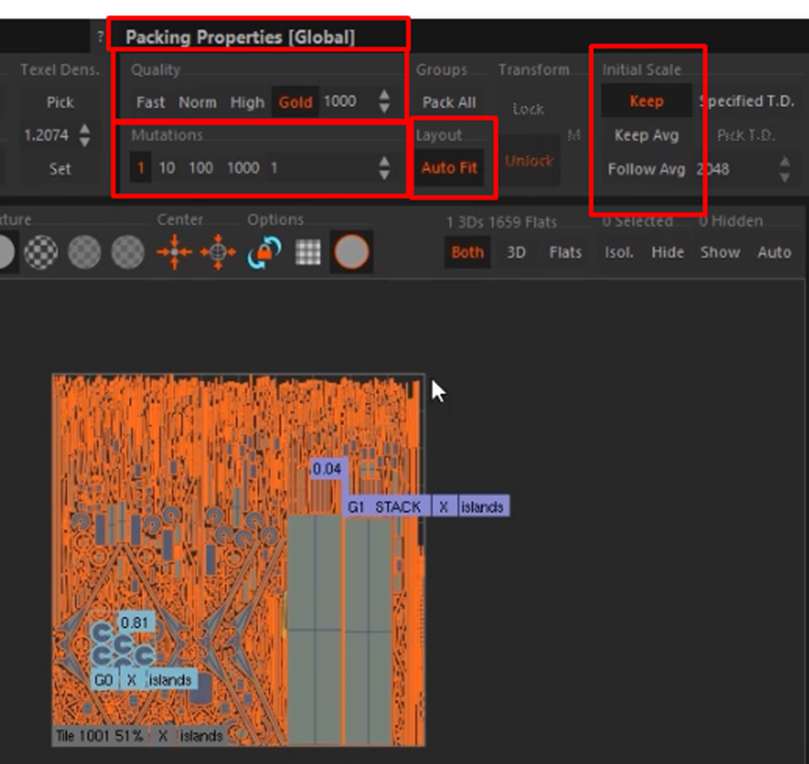 ? Packing Properties [Global]
Texel Dens. Quality Groups Transform Initial Scale
Pick Fast Norm High Gold 1000 Pack All Lock Keep Specified T.D.
1.2074 Mutations Layout M Keep Avg Pick T.D.
Set 1 10 100 1000 1 Auto Fit Unlock Follow Avg 2048
xture Center Options 1 3Ds 1659 Flats 0 Selected 0 Hidden
Both 3D Flats Isol. Hide Show Auto
0.04
G1 STACK X islands
0.81
G0 X islands
Tile 1001 51% X islands